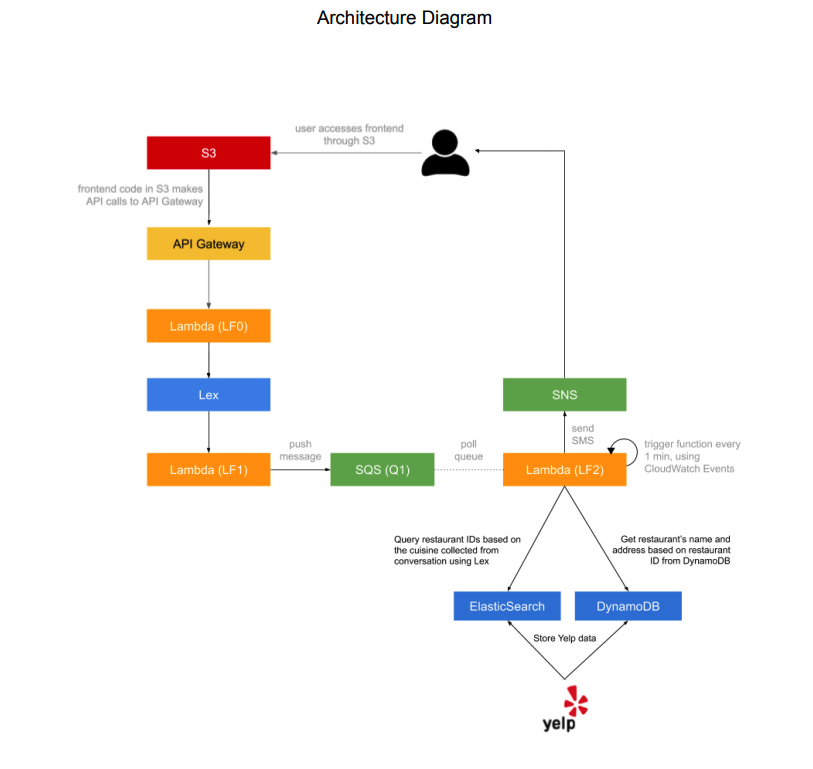 Architecture Diagram
user accesses frontend
through S3
S3
frontend code in S3 makes
API calls to API Gateway
API Gateway
Lambda (LF0)
Lex
SNS
send
SMS
trigger function every
1 min, using
CloudWatch Events
Lambda (LF1)
push
message
SQS (Q1)
poll
queue
Lambda (LF2)
Query restaurant IDs based on
the cuisine collected from
conversation using Lex
Get restaurant's name and
address based on restaurant
ID from DynamoDB
ElasticSearch
DynamoDB
Store Yelp data
yelp